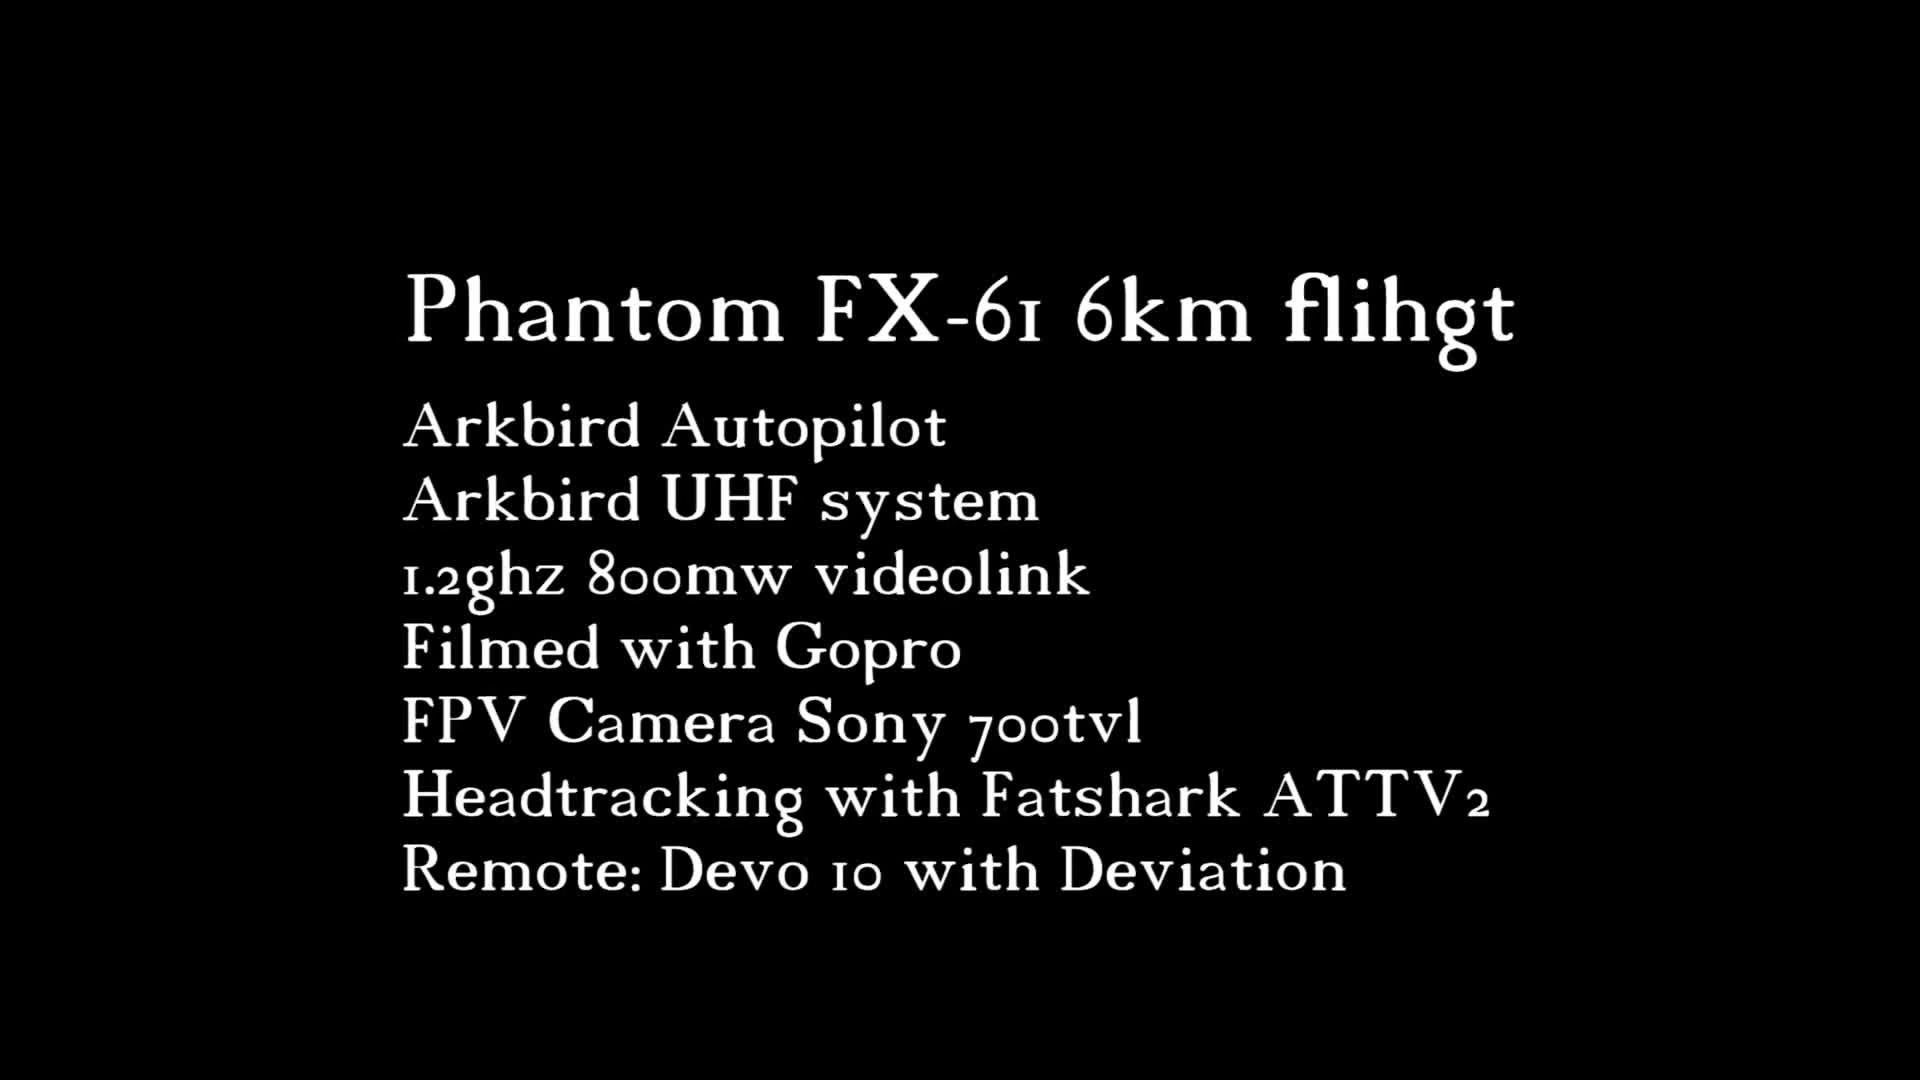 Phantom FX-61 6km flihgt
Arkbird Autopilot
Arkbird UHF system
1.2ghz 800mw videolink
Filmed with Gopro
FPV Camera Sony 700tvl
Headtracking with Fatshark ATTV2
Remote: Devo 10 with Deviation